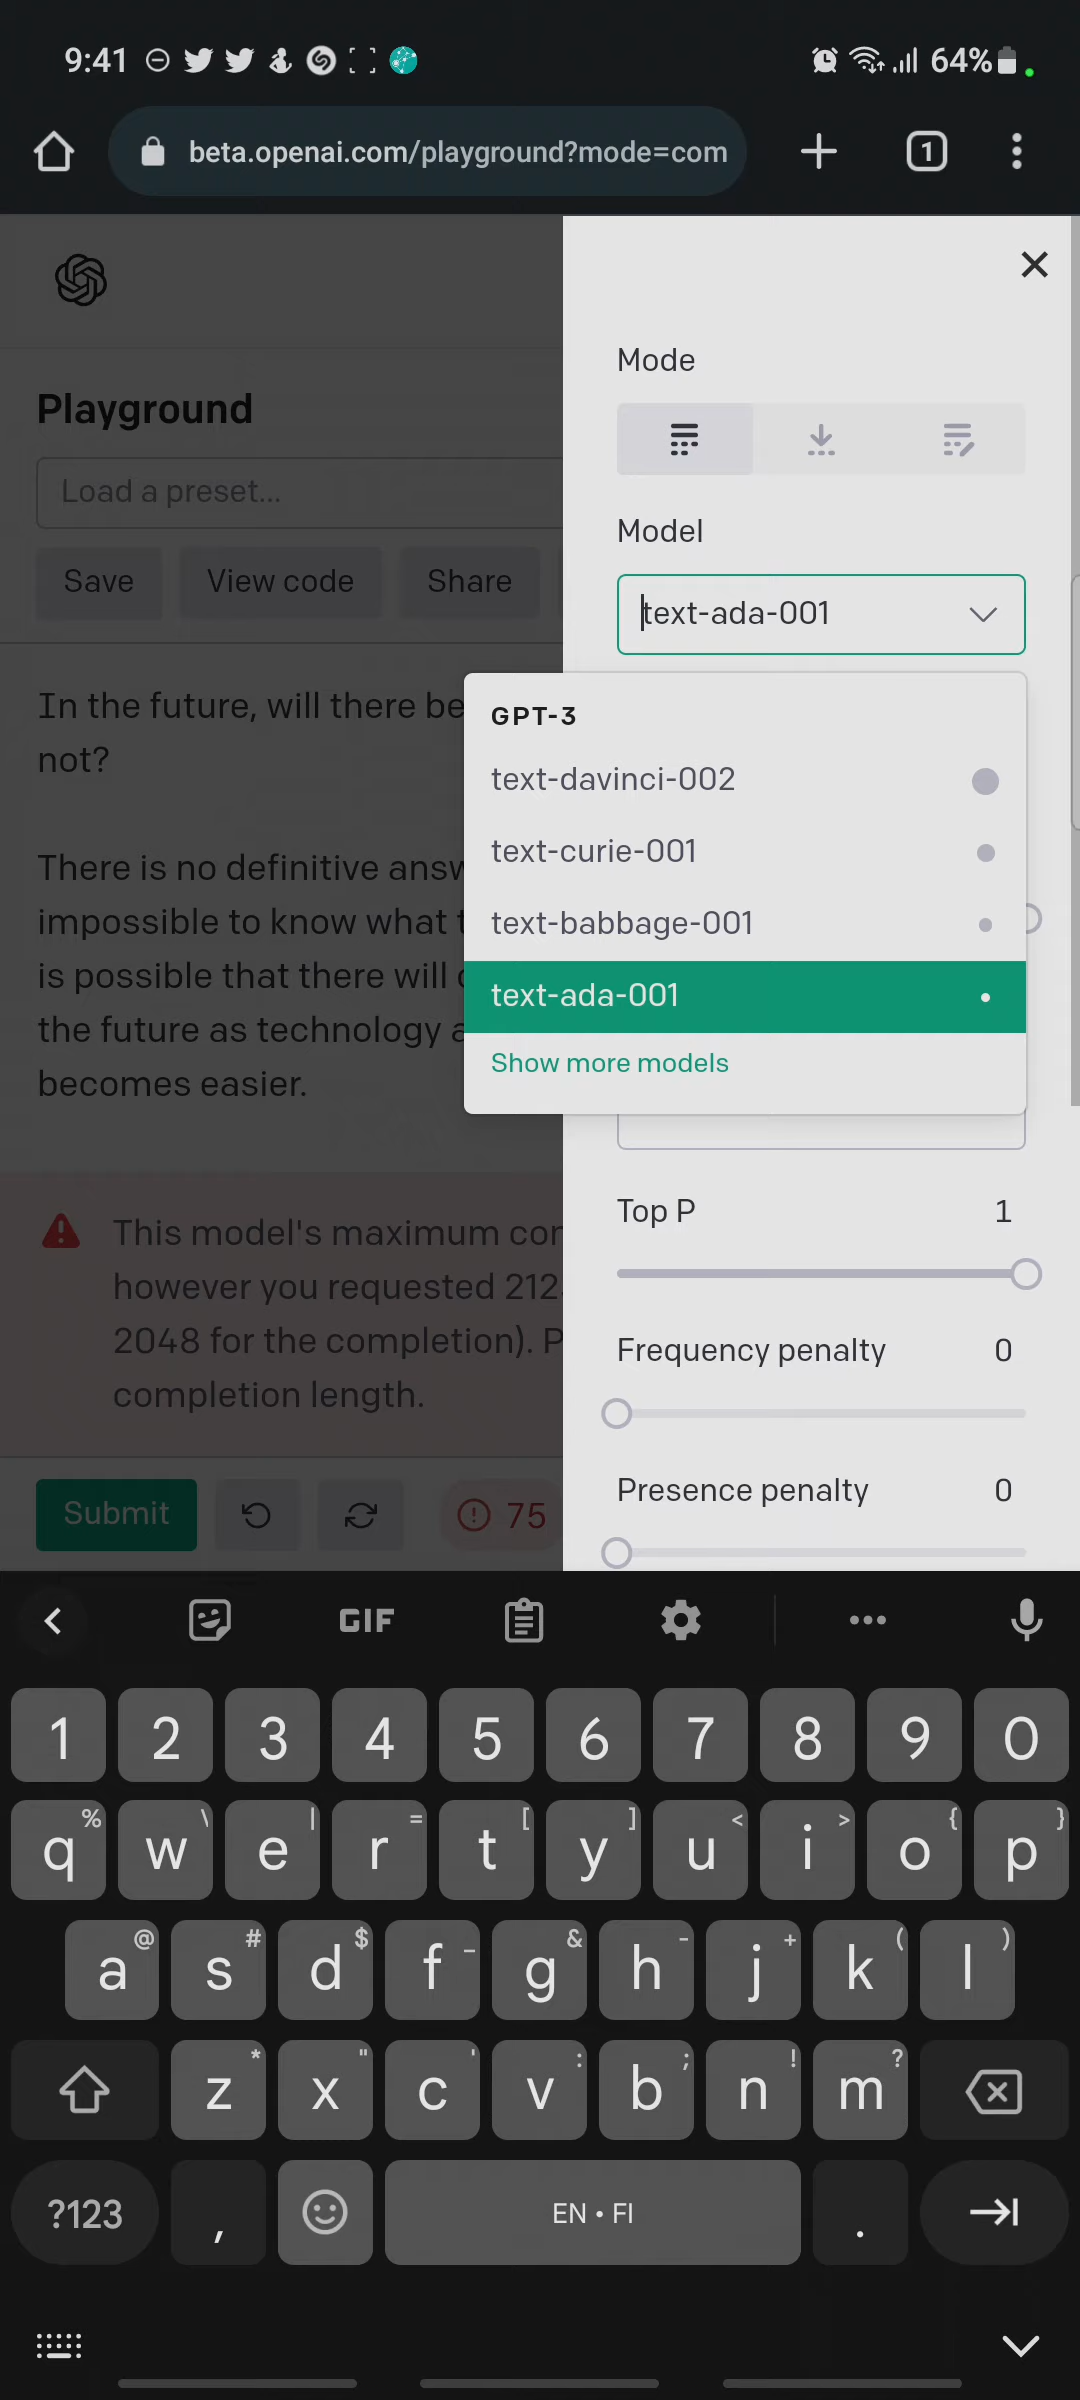 9:41
64%
beta.openai.com/playground?mode=com
1
Playground
Load a preset...
Save
View code
Share
In the future, will there be
not?
There is no definitive answ
impossible to know what t
is possible that there will
the future as technology a
becomes easier.
This model's maximum con
however you requested 212
2048 for the completion). P
completion length.
Submit
75
Mode
Model
text-ada-001
GPT-3
text-davinci-002
text-curie-001
text-babbage-001
text-ada-001
Show more models
Top P 1
Frequency penalty 0
Presence penalty 0
GIF
1 2 3 4 5 6 7 8 9 0
% \ | = [ ] < > { }
q w e r t y u i o p
@ # $ _ & - + ( )
a s d f g h j k l
* " ' : ; ! ?
z x c v b n m
?123 , EN • FI .